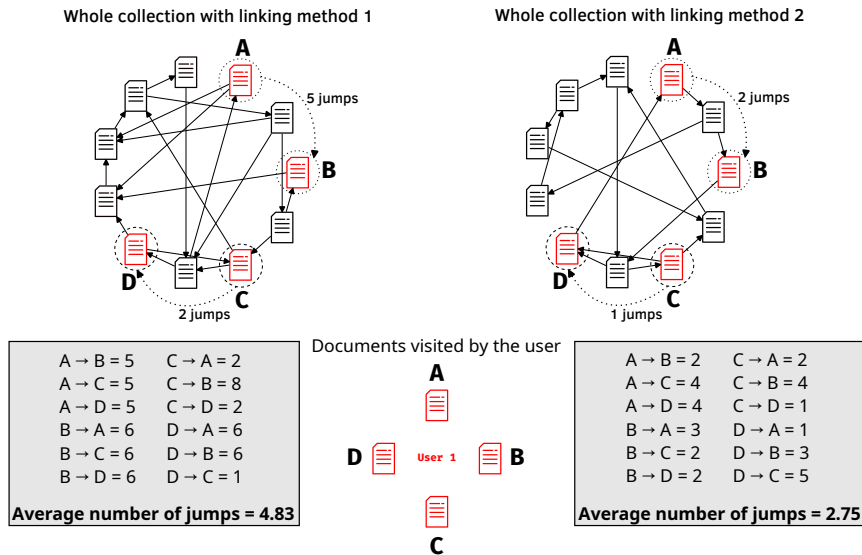 Whole collection with linking method 1
Whole collection with linking method 2
A
5 jumps
B
D
C
2 jumps
A
2 jumps
B
D
C
1 jumps
A → B = 5 C → A = 2
A → C = 5 C → B = 8
A → D = 5 C → D = 2
B → A = 6 D → A = 6
B → C = 6 D → B = 6
B → D = 6 D → C = 1
Average number of jumps = 4.83
Documents visited by the user
A
D
User 1
B
C
A → B = 2 C → A = 2
A → C = 4 C → B = 4
A → D = 4 C → D = 1
B → A = 3 D → A = 1
B → C = 2 D → B = 3
B → D = 2 D → C = 5
Average number of jumps = 2.75